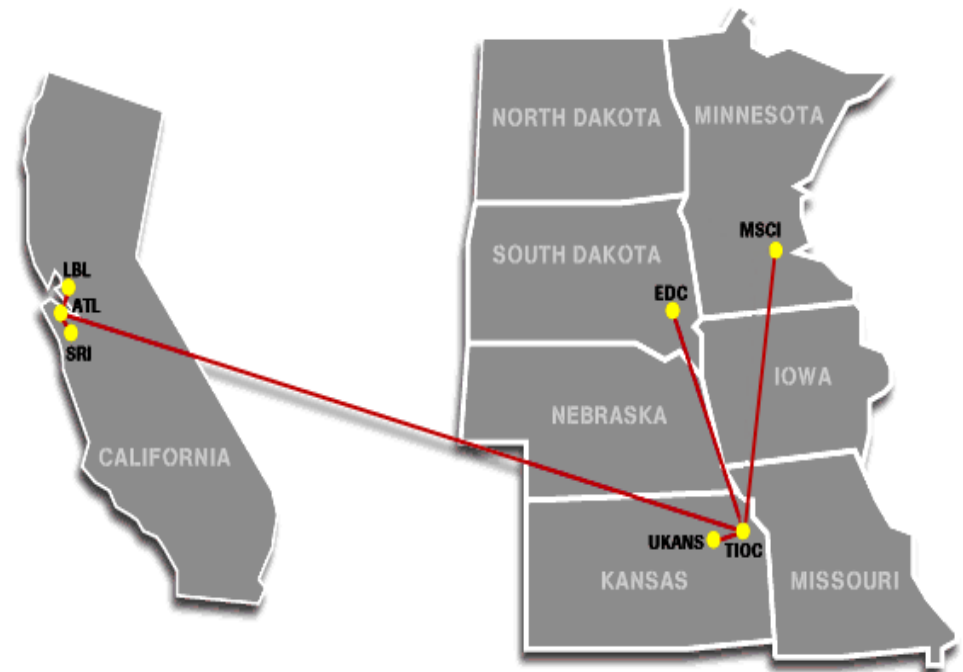 NORTH DAKOTA
MINNESOTA
MSCI
SOUTH DAKOTA
LBL
EDC
ATL
SRI
IOWA
NEBRASKA
CALIFORNIA
UKANS
TIOC
KANSAS
MISSOURI